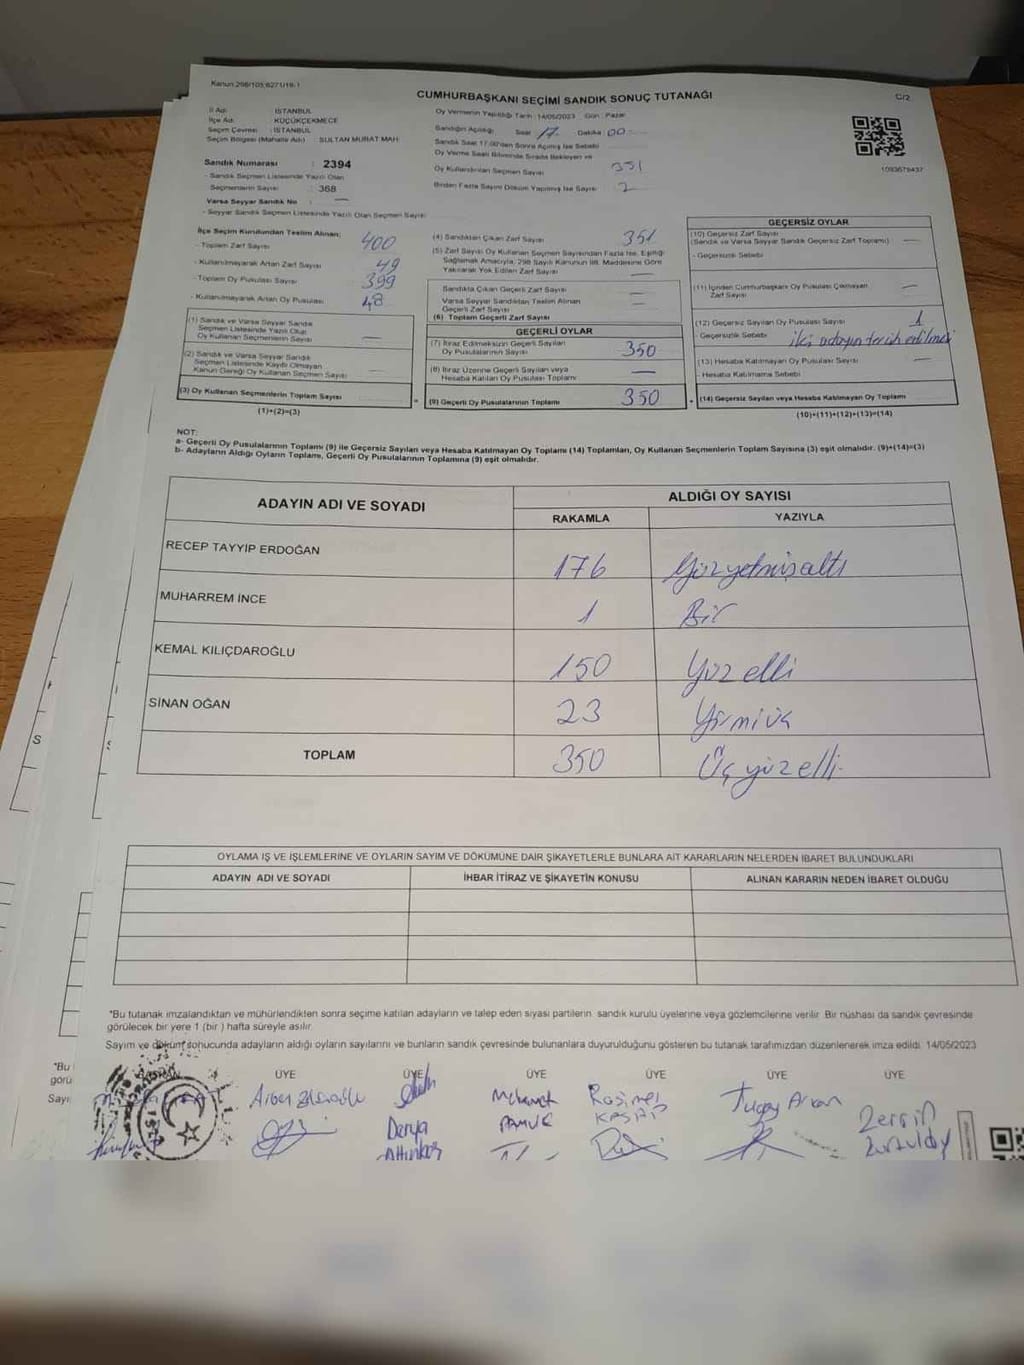 Kanun:298/105;6271/19-1
CUMHURBAŞKANI SEÇİMİ SANDIK SONUÇ TUTANAĞI
C/2
İl Adı : İSTANBUL
İlçe Adı : KÜÇÜKÇEKMECE
Seçim Çevresi : İSTANBUL
Seçim Bölgesi (Mahalle Adı) : SULTAN MURAT MAH.
Sandık Numarası : 2394
- Sandık Seçmen Listesinde Yazılı Olan
Seçmenlerin Sayısı : 368
Varsa Seyyar Sandık No : —
- Seyyar Sandık Seçmen Listesinde Yazılı Olan Seçmen Sayısı :
Oy Vermenin Yapıldığı Tarih : 14/05/2023 Gün : Pazar
Sandığın Açıldığı Saat 17 Dakika 00
Sandık Saat 17.00'den Sonra Açılmış İse Sebebi
Oy Verme Saati Bitiminde Sırada Bekleyen ve
Oy Kullandırılan Seçmen Sayısı 351
Birden Fazla Sayım Döküm Yapılmış İse Sayısı : 2
1093679437
İlçe Seçim Kurulundan Teslim Alınan;
- Toplam Zarf Sayısı 400
- Kullanılmayarak Artan Zarf Sayısı 49
- Toplam Oy Pusulası Sayısı 399
- Kullanılmayarak Artan Oy Pusulası 48
(1) Sandık ve Varsa Seyyar Sandık
Seçmen Listesinde Yazılı Olup
Oy Kullanan Seçmenlerin Sayısı —
(2) Sandık ve Varsa Seyyar Sandık
Seçmen Listesinde Kaydı Olmayan
Kanun Gereği Oy Kullanan Seçmen Sayısı —
(3) Oy Kullanan Seçmenlerin Toplam Sayısı
(1)+(2)=(3)
(4) Sandıktan Çıkan Zarf Sayısı 351
(5) Zarf Sayısı Oy Kullanan Seçmen Sayısından Fazla İse, Eşitliği
Sağlamak Amacıyla, 298 Sayılı Kanunun 98. Maddesine Göre
Yakılarak Yok Edilen Zarf Sayısı —
Sandıkta Çıkan Geçerli Zarf Sayısı —
Varsa Seyyar Sandıktan Teslim Alınan
Geçerli Zarf Sayısı —
(6) Toplam Geçerli Zarf Sayısı
GEÇERLİ OYLAR
(7) İtiraz Edilmeksizin Geçerli Sayılan
Oy Pusulalarının Sayısı 350
(8) İtiraz Üzerine Geçerli Sayılan veya
Hesaba Katılan Oy Pusulası Toplamı —
(9) Geçerli Oy Pusulalarının Toplamı 350
GEÇERSİZ OYLAR
(10) Geçersiz Zarf Sayısı
(Sandık ve Varsa Seyyar Sandık Geçersiz Zarf Toplamı) —
- Geçersizlik Sebebi
(11) İçinden Cumhurbaşkanı Oy Pusulası Çıkmayan
Zarf Sayısı —
(12) Geçersiz Sayılan Oy Pusulası Sayısı 1
- Geçersizlik Sebebi : iki adayın tercih edilmesi
(13) Hesaba Katılmayan Oy Pusulası Sayısı —
- Hesaba Katılmama Sebebi
(14) Geçersiz Sayılan veya Hesaba Katılmayan Oy Toplamı
(10)+(11)+(12)+(13)=(14)
NOT:
a- Geçerli Oy Pusulalarının Toplamı (9) ile Geçersiz Sayılan veya Hesaba Katılmayan Oy Toplamı (14) Toplamları, Oy Kullanan Seçmenlerin Toplam Sayısına (3) eşit olmalıdır. (9)+(14)=(3)
b- Adayların Aldığı Oyların Toplamı, Geçerli Oy Pusulalarının Toplamına (9) eşit olmalıdır.
ADAYIN ADI VE SOYADI
ALDIĞI OY SAYISI
RAKAMLA YAZIYLA
RECEP TAYYİP ERDOĞAN 176 Yüzyetmişaltı
MUHARREM İNCE 1 Bir
KEMAL KILIÇDAROĞLU 150 Yüz elli
SİNAN OĞAN 23 Yirmi üç
TOPLAM 350 Üç yüz elli
OYLAMA İŞ VE İŞLEMLERİNE VE OYLARIN SAYIM VE DÖKÜMÜNE DAİR ŞİKAYETLERLE BUNLARA AİT KARARLARIN NELERDEN İBARET BULUNDUKLARI
ADAYIN ADI VE SOYADI İHBAR İTİRAZ VE ŞİKAYETİN KONUSU ALINAN KARARIN NEDEN İBARET OLDUĞU
*Bu tutanak imzalandıktan ve mühürlendikten sonra seçime katılan adayların ve talep eden siyasi partilerin sandık kurulu üyelerine veya gözlemcilerine verilir. Bir nüshası da sandık çevresinde
görülecek bir yere 1 (bir ) hafta süreyle asılır.
Sayım ve döküm sonucunda adayların aldığı oyların sayılarını ve bunların sandık çevresinde bulunanlara duyurulduğunu gösteren bu tutanak tarafımızdan düzenlenerek imza edildi. 14/05/2023
BAŞKAN ÜYE ÜYE ÜYE ÜYE ÜYE ÜYE
Derya
Mehmet
PAMUK
Rasimes
Tugay Arkan
*Bu
görü
Sayı
S